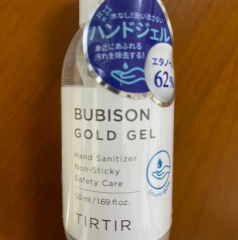 水なし!洗い流さない
ハンドジェル
身近にあふれる
汚れを除去する!
エタノール
62%
BUBISON
GOLD GEL
Hand Sanitizer
Non-Sticky
Safety Care
50ml / 1.69 fl oz.
TIRTIR